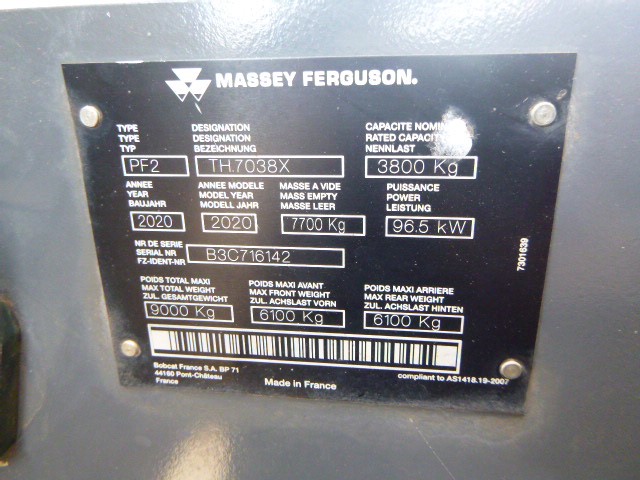 MASSEY FERGUSON®
TYPE DESIGNATION CAPACITE NOMIN
TYPE DESIGNATION RATED CAPACITY
TYP BEZEICHNUNG NENNLAST
PF2 TH.7038X 3800 Kg
ANNEE ANNEE MODELE MASSE A VIDE PUISSANCE
YEAR MODEL YEAR MASS EMPTY POWER
BAUJAHR MODELL JAHR MASSE LEER LEISTUNG
2020 2020 7700 Kg 96.5 kW
NR DE SERIE
SERIAL NR B3C716142
FZ-IDENT-NR
7301639
POIDS TOTAL MAXI POIDS MAXI AVANT POIDS MAXI ARRIERE
MAX TOTAL WEIGHT MAX FRONT WEIGHT MAX REAR WEIGHT
ZUL. GESAMTGEWICHT ZUL. ACHSLAST VORN ZUL. ACHSLAST HINTEN
9000 Kg 6100 Kg 6100 Kg
Bobcat France S.A. BP 71
44160 Pont-Château
France
Made in France
compliant to AS1418.19-2007